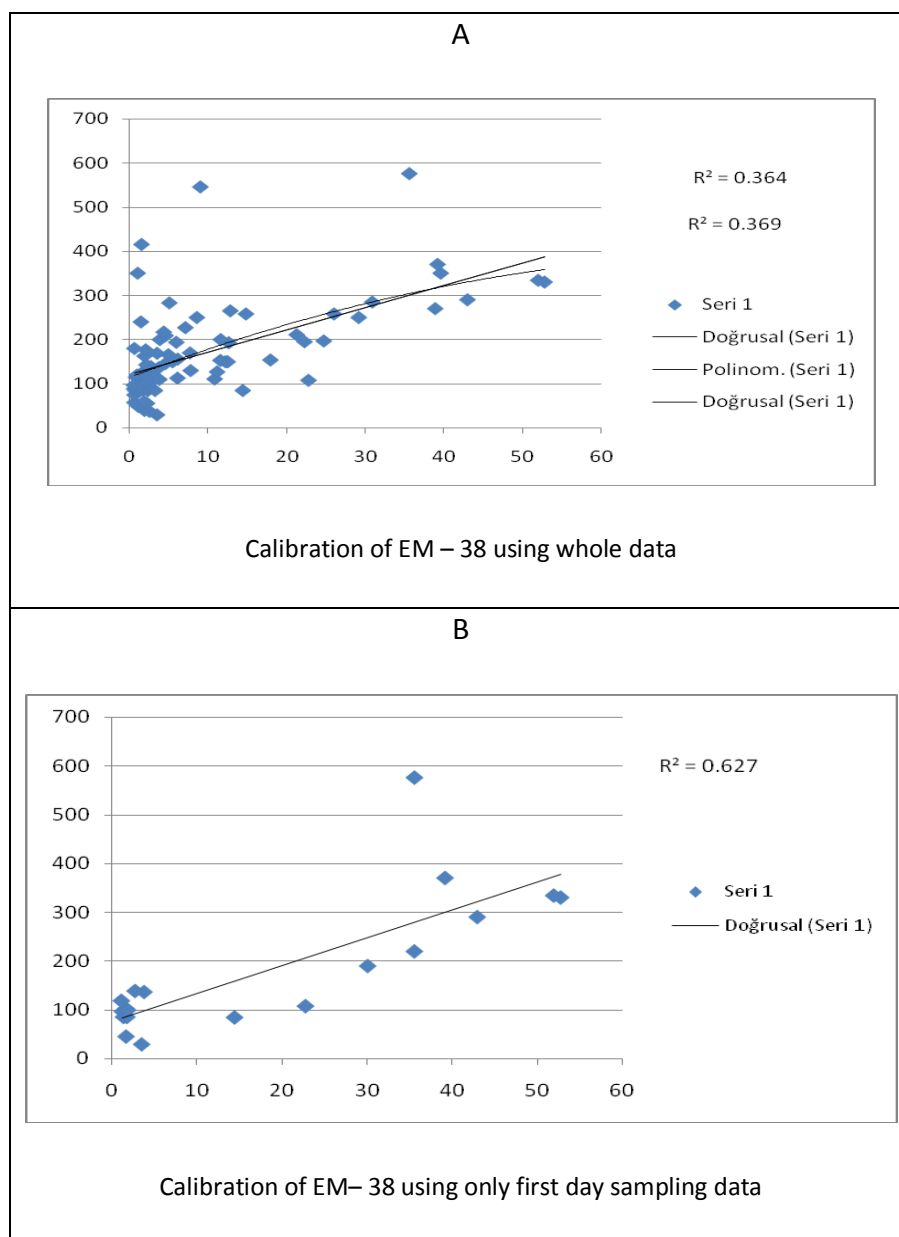 A
700
600
500
400
300
200
100
0
0 10 20 30 40 50 60
R² = 0.364
R² = 0.369
Seri 1
Doğrusal (Seri 1)
Polinom. (Seri 1)
Doğrusal (Seri 1)
Calibration of EM – 38 using whole data
B
700
600
500
400
300
200
100
0
0 10 20 30 40 50 60
R² = 0.627
Seri 1
Doğrusal (Seri 1)
Calibration of EM– 38 using only first day sampling data